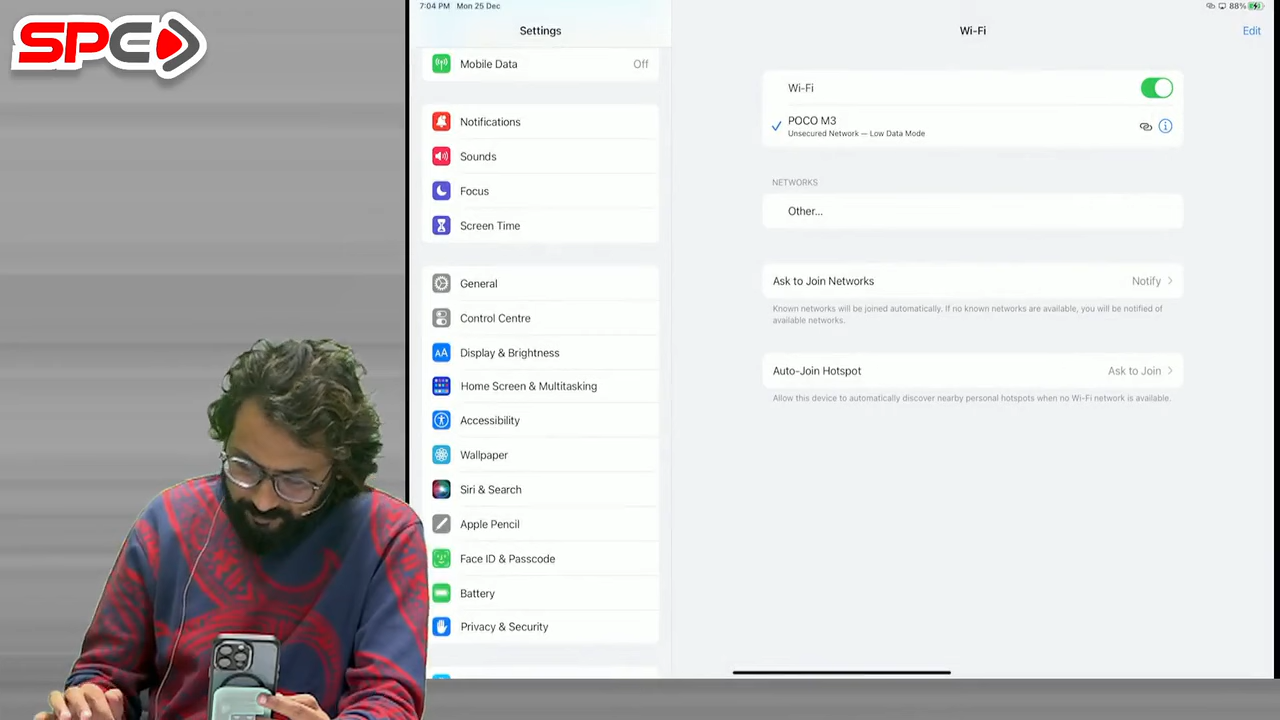 SPE
7:04 PM Mon 25 Dec
88%
Settings
Mobile Data Off
Notifications
Sounds
Focus
Screen Time
General
Control Centre
Display & Brightness
Home Screen & Multitasking
Accessibility
Wallpaper
Siri & Search
Apple Pencil
Face ID & Passcode
Battery
Privacy & Security
Wi-Fi
Edit
Wi-Fi
POCO M3
Unsecured Network — Low Data Mode
NETWORKS
Other...
Ask to Join Networks Notify
Known networks will be joined automatically. If no known networks are available, you will be notified of
available networks.
Auto-Join Hotspot Ask to Join
Allow this device to automatically discover nearby personal hotspots when no Wi-Fi network is available.